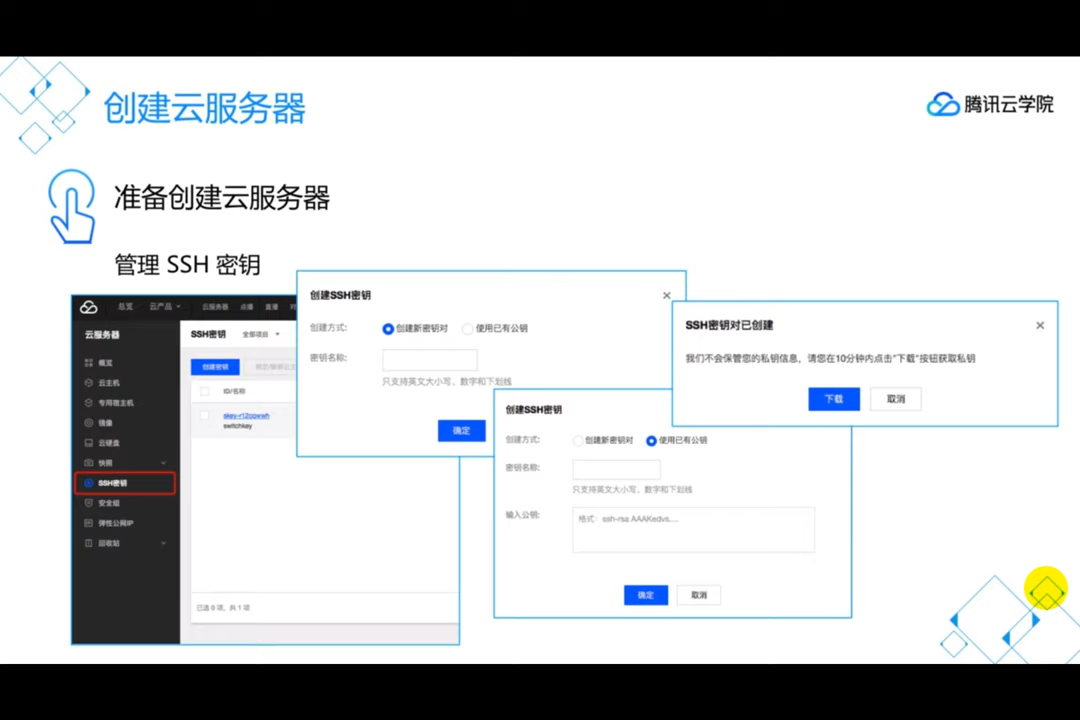 创建云服务器
腾讯云学院
准备创建云服务器
管理 SSH 密钥
总览 云产品 云服务器 点播 直播
云服务器
概览
云主机
专用宿主机
镜像
云硬盘
快照
SSH密钥
安全组
弹性公网IP
回收站
SSH密钥 全部项目
创建密钥
ID/名称
switchkey
已选 0 项，共 1 项
创建SSH密钥
创建方式: 创建新密钥对 使用已有公钥
密钥名称:
只支持英文大小写、数字和下划线
确定
创建SSH密钥
创建方式: 创建新密钥对 使用已有公钥
密钥名称:
只支持英文大小写、数字和下划线
输入公钥: 格式: ssh-rsa AAAKedvs....
确定 取消
SSH密钥对已创建
我们不会保管您的私钥信息，请您在10分钟内点击"下载"按钮获取私钥
下载 取消